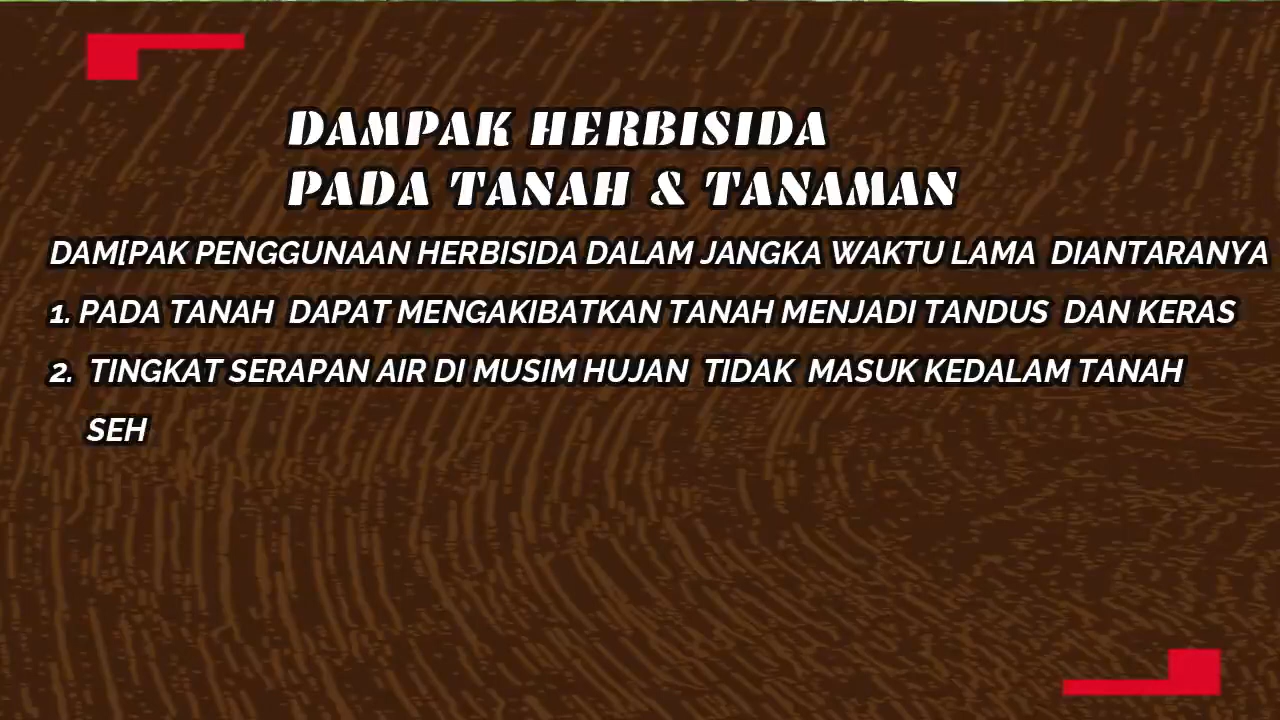 DAMPAK HERBISIDA
PADA TANAH & TANAMAN
DAM[PAK PENGGUNAAN HERBISIDA DALAM JANGKA WAKTU LAMA DIANTARANYA
1. PADA TANAH DAPAT MENGAKIBATKAN TANAH MENJADI TANDUS DAN KERAS
2. TINGKAT SERAPAN AIR DI MUSIM HUJAN TIDAK MASUK KEDALAM TANAH
SEH